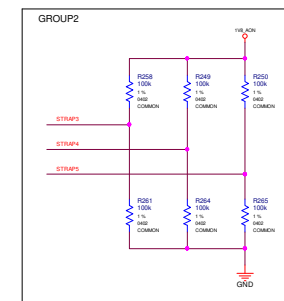 GROUP2
1V8_AON
R258
100k
1 %
0402
COMMON
R249
100k
1 %
0402
COMMON
R250
100k
1 %
0402
COMMON
STRAP3
STRAP4
STRAP5
R261
100k
1 %
0402
COMMON
R264
100k
1 %
0402
COMMON
R265
100k
1 %
0402
COMMON
GND